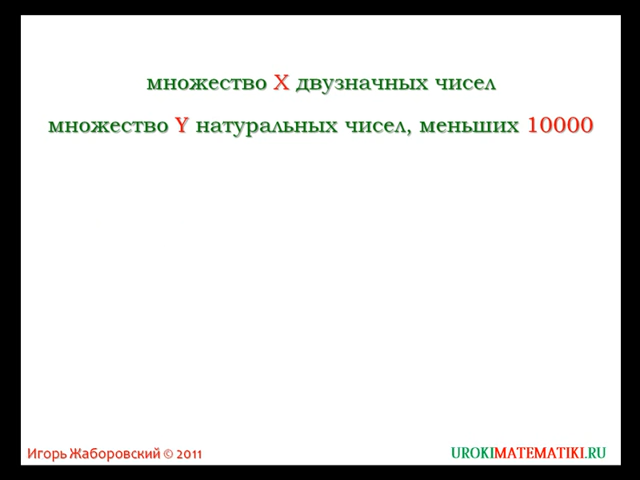 множество X двузначных чисел
множество Y натуральных чисел, меньших 10000
Игорь Жаборовский © 2011
UROKIMATEMATIKI.RU